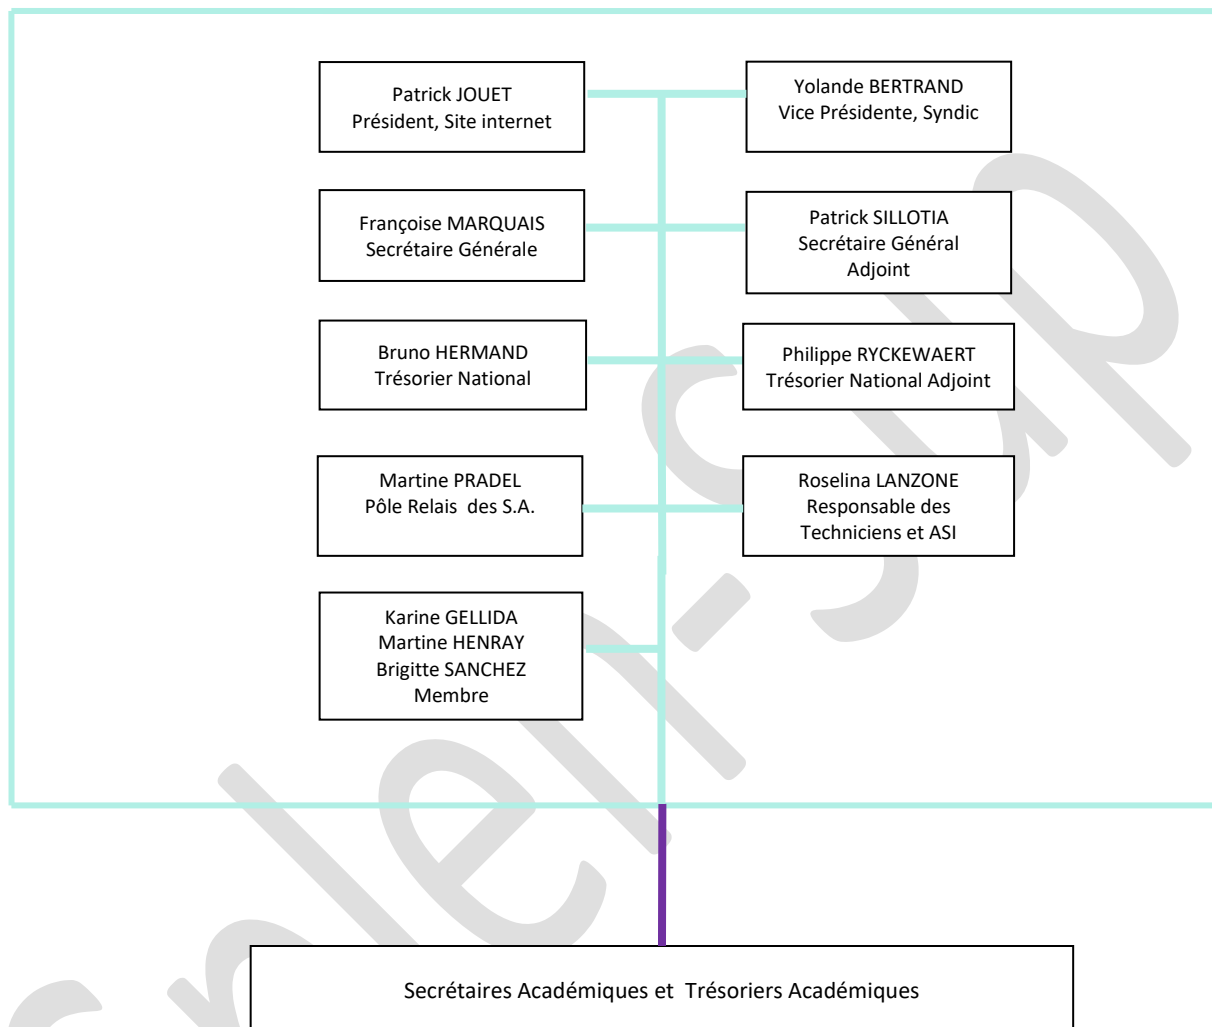 Patrick JOUET
Président, Site internet
Yolande BERTRAND
Vice Présidente, Syndic
Françoise MARQUAIS
Secrétaire Générale
Patrick SILLOTIA
Secrétaire Général
Adjoint
Bruno HERMAND
Trésorier National
Philippe RYCKEWAERT
Trésorier National Adjoint
Martine PRADEL
Pôle Relais des S.A.
Roselina LANZONE
Responsable des
Techniciens et ASI
Karine GELLIDA
Martine HENRAY
Brigitte SANCHEZ
Membre
Secrétaires Académiques et Trésoriers Académiques